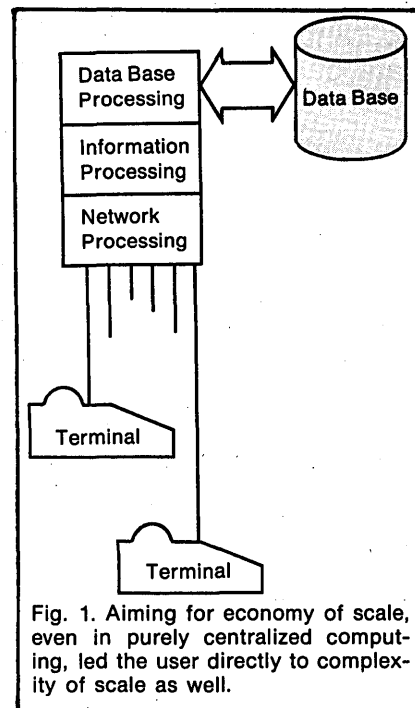 Data Base
Processing
Data Base
Information
Processing
Network
Processing
Terminal
Terminal
Fig. 1. Aiming for economy of scale,
even in purely centralized comput-
ing, led the user directly to complex-
ity of scale as well.